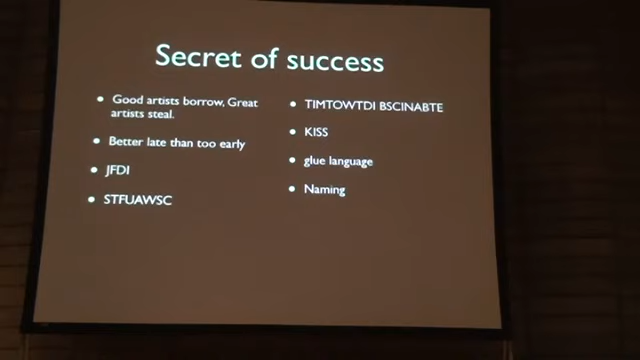 Secret of success
Good artists borrow, Great
artists steal.
Better late than too early
JFDI
STFUAWSC
TIMTOWTDI BSCINABTE
KISS
glue language
Naming